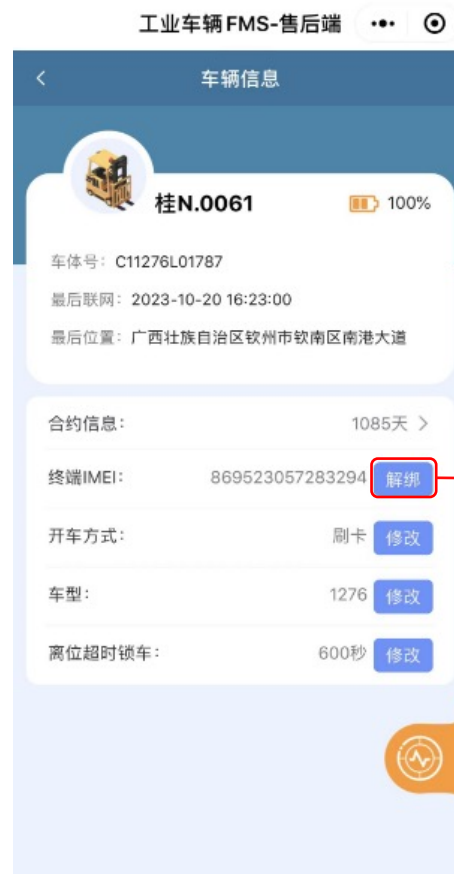 工业车辆FMS-售后端
车辆信息
桂N.0061 100%
车体号：C11276L01787
最后联网：2023-10-20 16:23:00
最后位置：广西壮族自治区钦州市钦南区南港大道
合约信息： 1085天
终端IMEI： 869523057283294 解绑
开车方式： 刷卡 修改
车型： 1276 修改
离位超时锁车： 600秒 修改